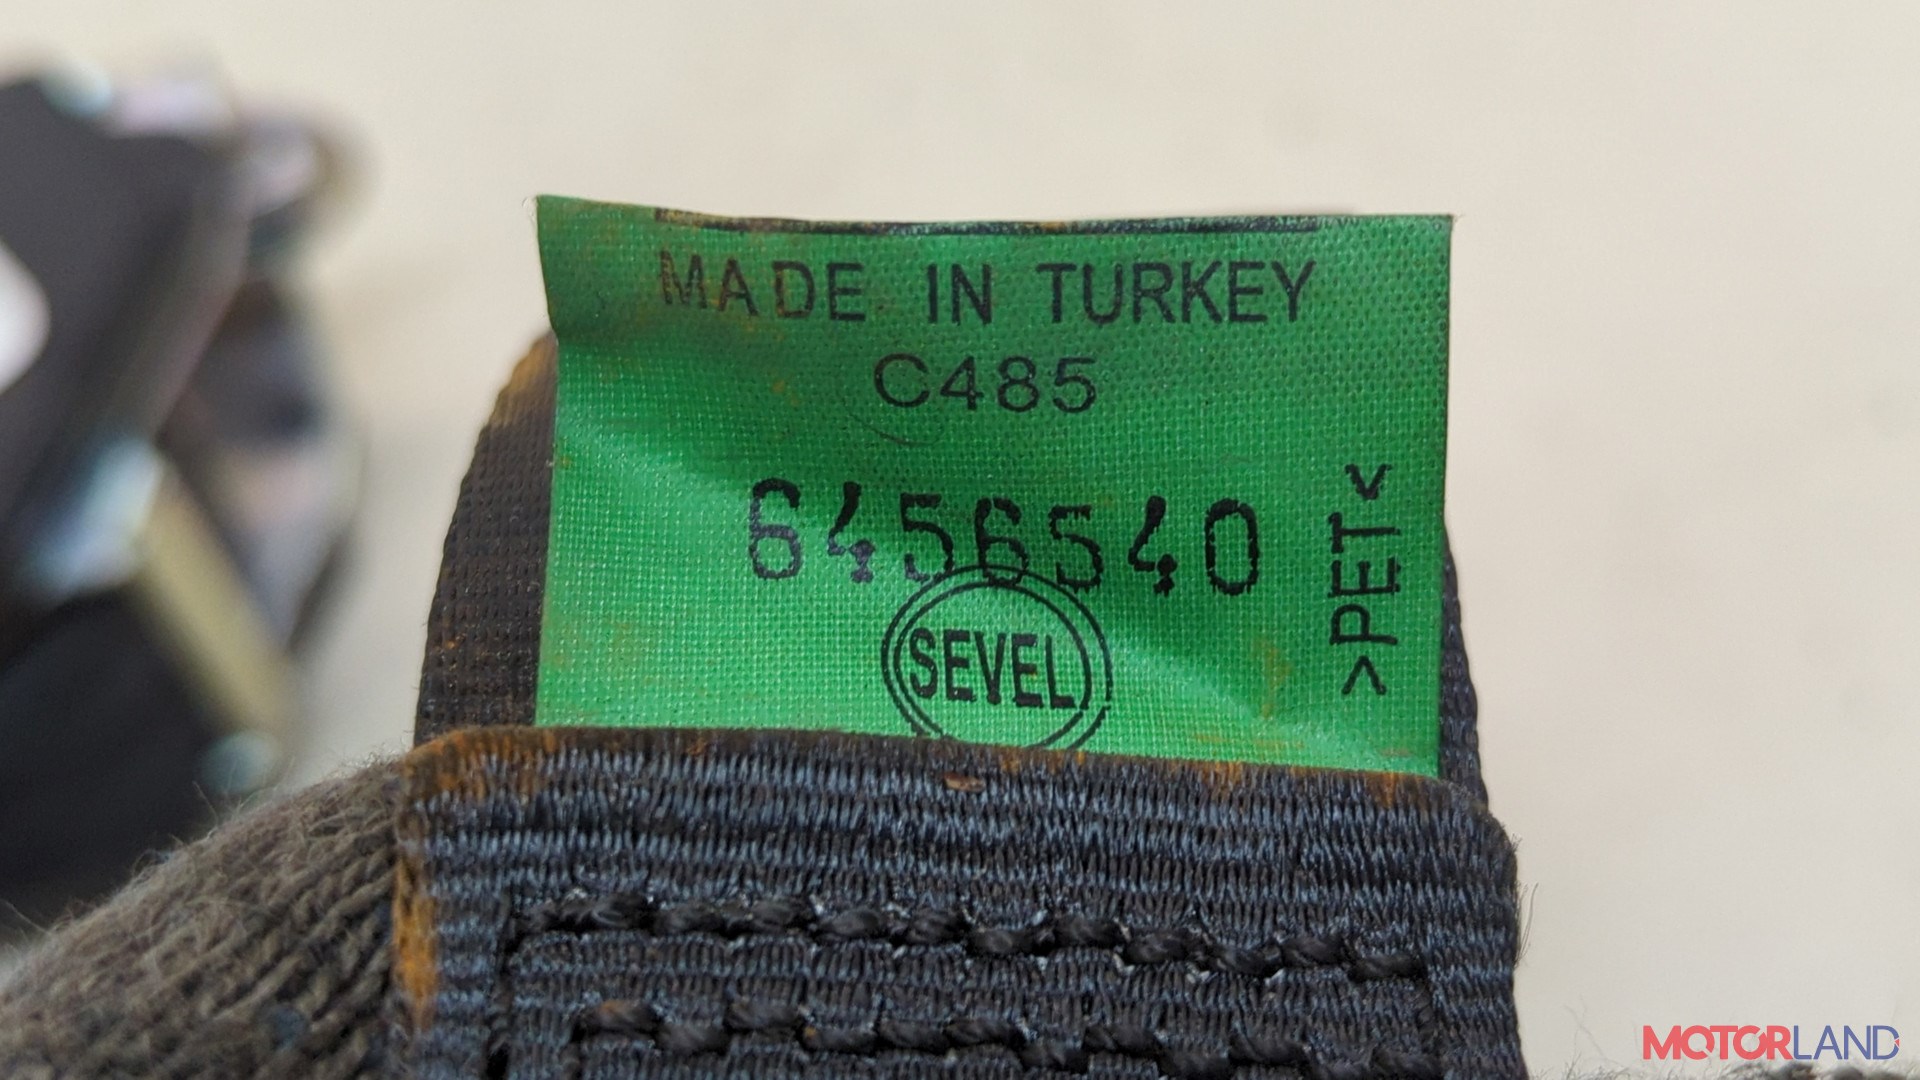 MADE IN TURKEY
C485
6456540
SEVEL
>PET<
MOTORLAND